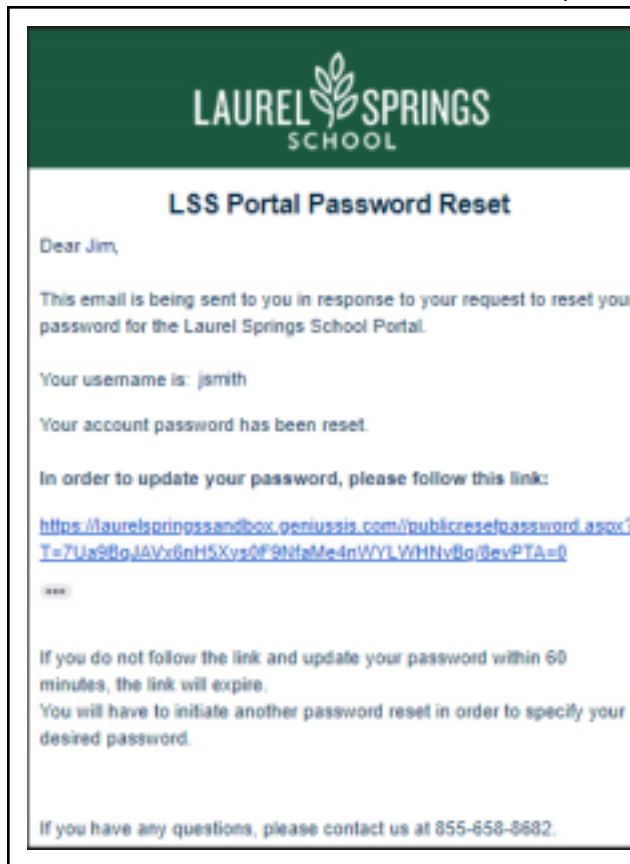 LAUREL SPRINGS
SCHOOL
LSS Portal Password Reset
Dear Jim,
This email is being sent to you in response to your request to reset your
password for the Laurel Springs School Portal.
Your username is: jsmith
Your account password has been reset.
In order to update your password, please follow this link:
https://laurelspringssandbox.geniussis.com//publicresetpassword.aspx?
T=7Ua9BqJAVx6nH5Xys0F9NfaMe4nWYLWHNvBq/8evPTA=0
If you do not follow the link and update your password within 60
minutes, the link will expire.
You will have to initiate another password reset in order to specify your
desired password.
If you have any questions, please contact us at 855-658-8682.